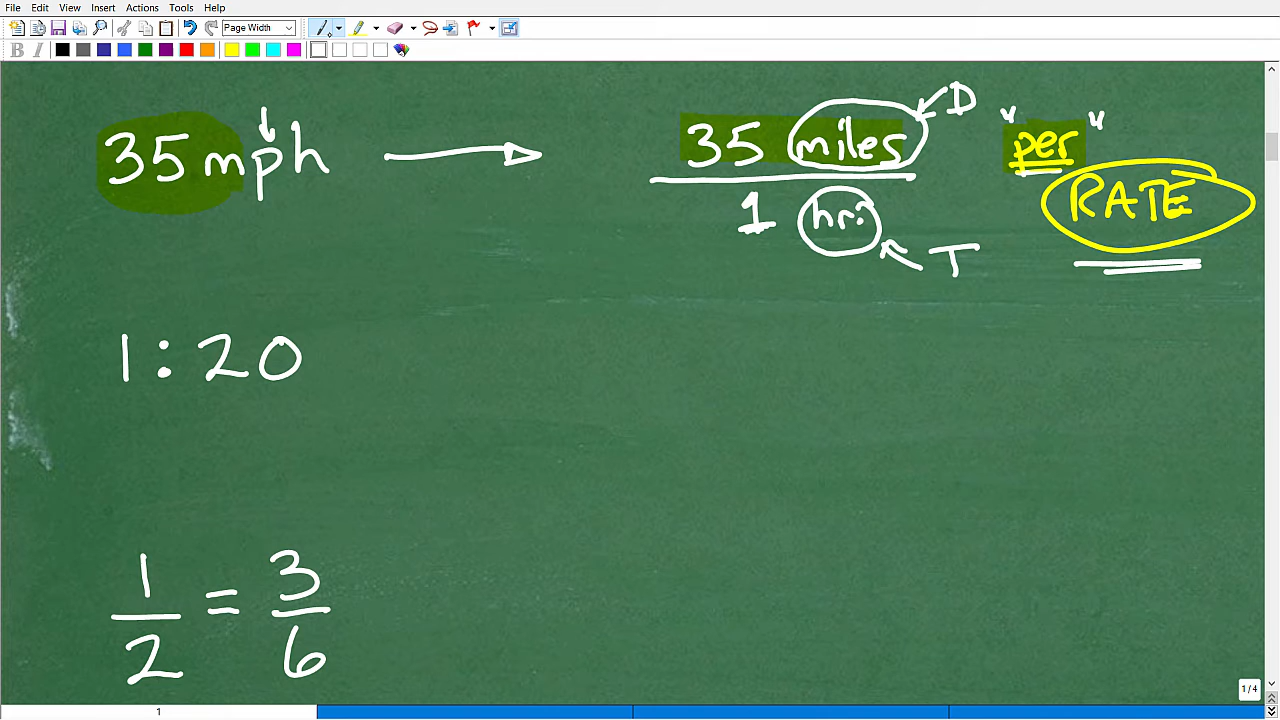 File Edit View Insert Actions Tools Help
Page Width
B I
35 mph → 35 miles ← D "per"
1 hr. ← T RATE
1 : 20
1/2 = 3/6
1/4
1